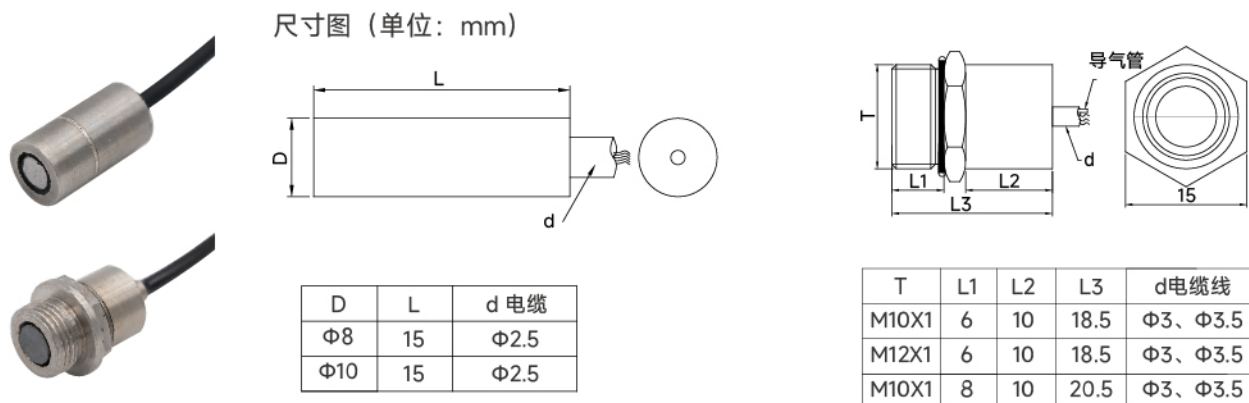 尺寸图（单位：mm）
L
D
d
D L d 电缆
Φ8 15 Φ2.5
Φ10 15 Φ2.5
导气管
T
d
L1 L2
L3
15
T L1 L2 L3 d电缆线
M10X1 6 10 18.5 Φ3、Φ3.5
M12X1 6 10 18.5 Φ3、Φ3.5
M10X1 8 10 20.5 Φ3、Φ3.5